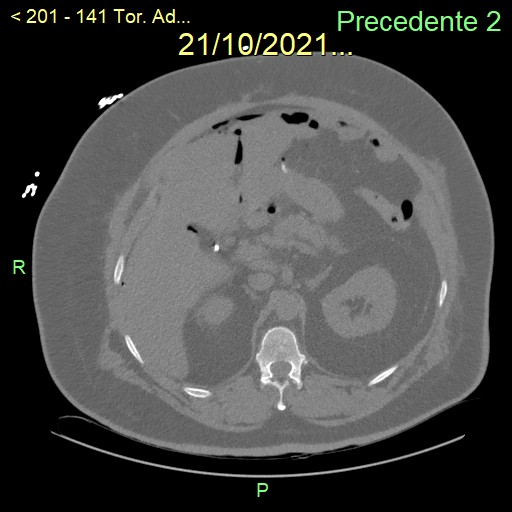 < 201 - 141 Tor. Ad...
Precedente 2
21/10/2021...
R
P